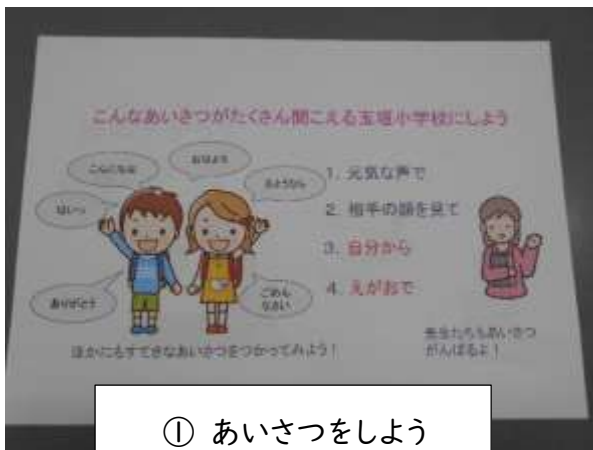 こんなあいさつがたくさん聞こえる玉垣小学校にしよう
こんにちは
おはよう
さようなら
はいっ
ありがとう
ごめん
なさい
1. 元気な声で
2. 相手の顔を見て
3. 自分から
4. えがおで
ほかにもすてきなあいさつをつかってみよう！
先生たちもあいさつ
がんばるよ！
① あいさつをしよう